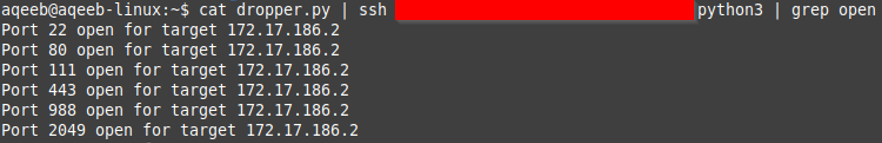 aqeeb@aqeeb-linux:~$ cat dropper.py | ssh python3 | grep open
Port 22 open for target 172.17.186.2
Port 80 open for target 172.17.186.2
Port 111 open for target 172.17.186.2
Port 443 open for target 172.17.186.2
Port 988 open for target 172.17.186.2
Port 2049 open for target 172.17.186.2